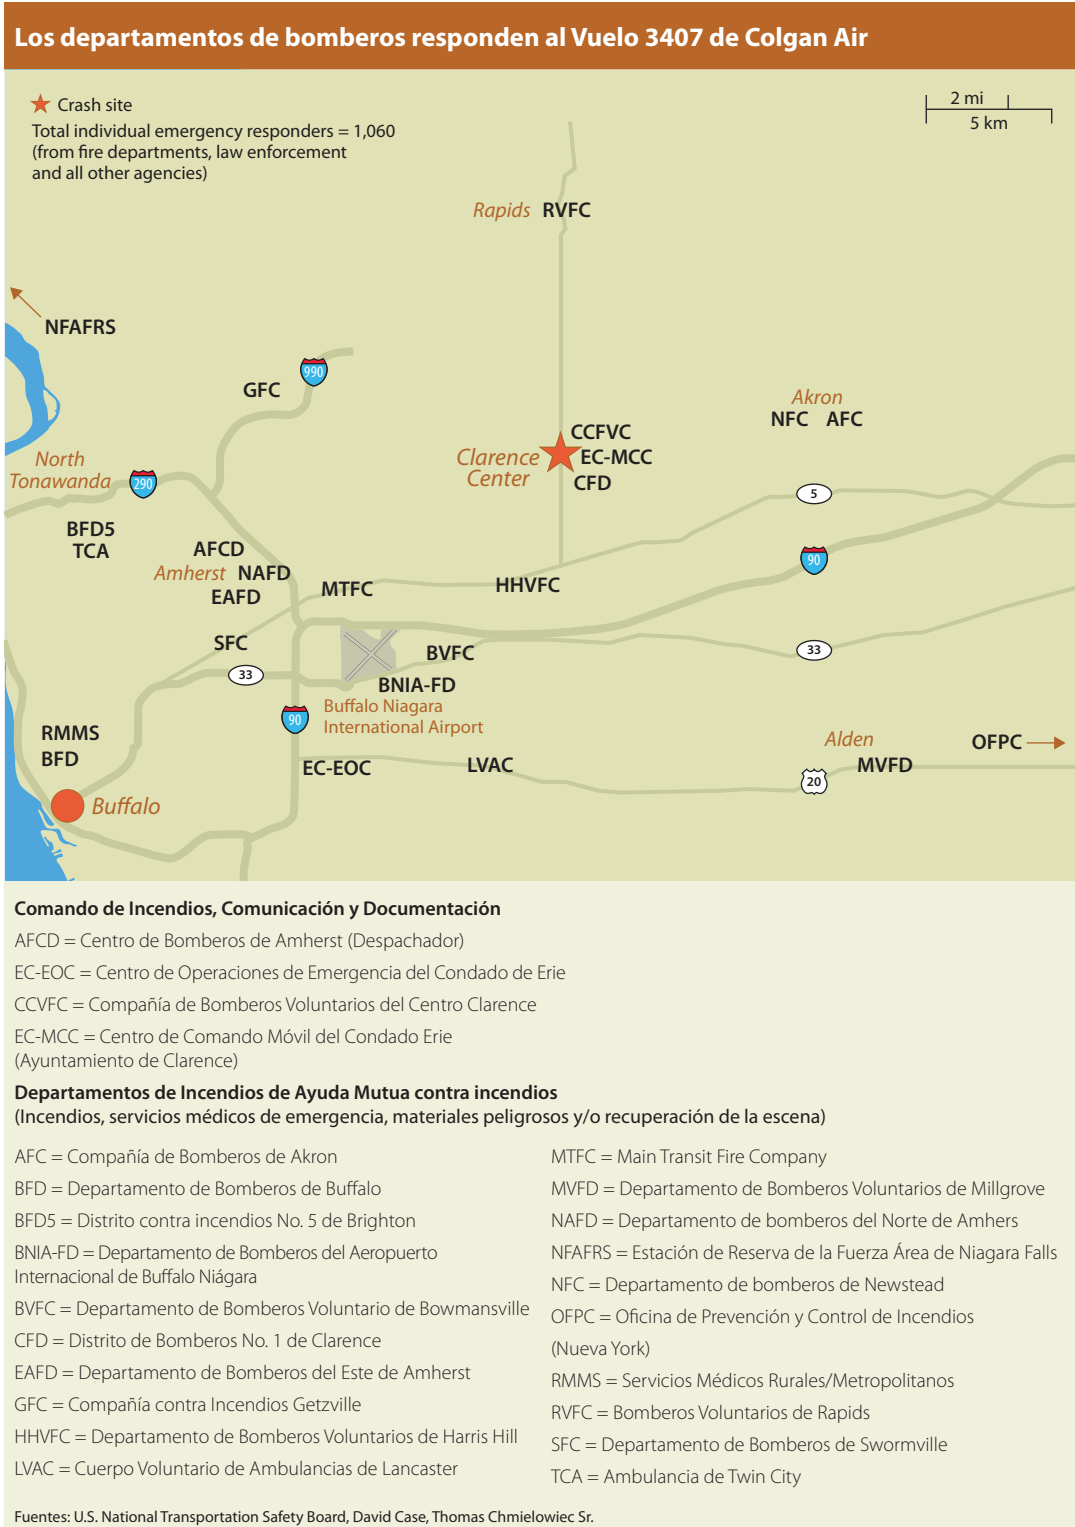 Los departamentos de bomberos responden al Vuelo 3407 de Colgan Air
Crash site
Total individual emergency responders = 1,060
(from fire departments, law enforcement
and all other agencies)
2 mi
5 km
Rapids RVFC
NFAFRS
990
GFC
Akron
NFC AFC
CCFVC
Clarence
Center
EC-MCC
CFD
North
Tonawanda
290
5
BFD5
TCA
AFCD
Amherst NAFD
EAFD
90
MTFC
HHVFC
SFC
BVFC
33
33
BNIA-FD
Buffalo Niagara
International Airport
90
RMMS
BFD
Alden
OFPC
EC-EOC
LVAC
MVFD
20
Buffalo
Comando de Incendios, Comunicación y Documentación
AFCD = Centro de Bomberos de Amherst (Despachador)
EC-EOC = Centro de Operaciones de Emergencia del Condado de Erie
CCVFC = Compañía de Bomberos Voluntarios del Centro Clarence
EC-MCC = Centro de Comando Móvil del Condado Erie
(Ayuntamiento de Clarence)
Departamentos de Incendios de Ayuda Mutua contra incendios
(Incendios, servicios médicos de emergencia, materiales peligrosos y/o recuperación de la escena)
AFC = Compañía de Bomberos de Akron
BFD = Departamento de Bomberos de Buffalo
BFD5 = Distrito contra incendios No. 5 de Brighton
BNIA-FD = Departamento de Bomberos del Aeropuerto
Internacional de Buffalo Niágara
BVFC = Departamento de Bomberos Voluntario de Bowmansville
CFD = Distrito de Bomberos No. 1 de Clarence
EAFD = Departamento de Bomberos del Este de Amherst
GFC = Compañía contra Incendios Getzville
HHVFC = Departamento de Bomberos Voluntarios de Harris Hill
LVAC = Cuerpo Voluntario de Ambulancias de Lancaster
MTFC = Main Transit Fire Company
MVFD = Departamento de Bomberos Voluntarios de Millgrove
NAFD = Departamento de bomberos del Norte de Amhers
NFAFRS = Estación de Reserva de la Fuerza Área de Niagara Falls
NFC = Departamento de bomberos de Newstead
OFPC = Oficina de Prevención y Control de Incendios
(Nueva York)
RMMS = Servicios Médicos Rurales/Metropolitanos
RVFC = Bomberos Voluntarios de Rapids
SFC = Departamento de Bomberos de Swormville
TCA = Ambulancia de Twin City
Fuentes: U.S. National Transportation Safety Board, David Case, Thomas Chmielowiec Sr.